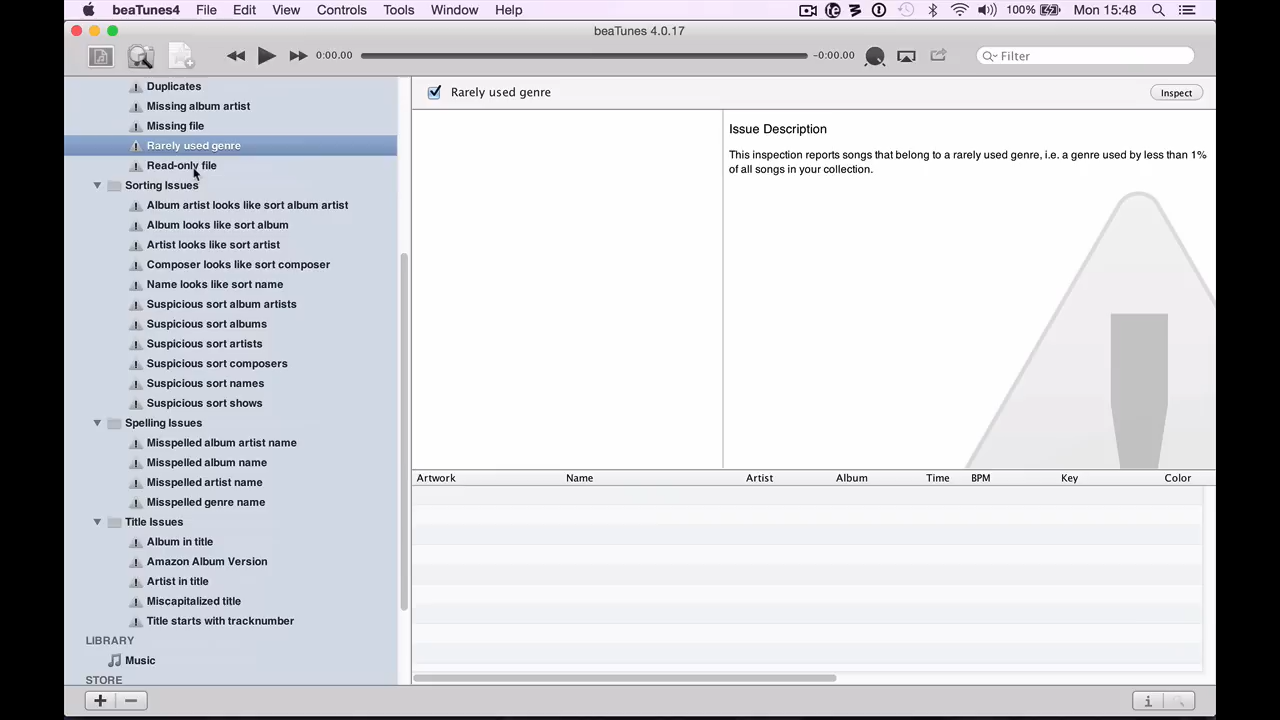 beaTunes4 File Edit View Controls Tools Window Help 100% Mon 15:48
beaTunes 4.0.17
0:00.00 -0:00:00 Filter
Duplicates
Missing album artist
Missing file
Rarely used genre
Read-only file
Sorting Issues
Album artist looks like sort album artist
Album looks like sort album
Artist looks like sort artist
Composer looks like sort composer
Name looks like sort name
Suspicious sort album artists
Suspicious sort albums
Suspicious sort artists
Suspicious sort composers
Suspicious sort names
Suspicious sort shows
Spelling Issues
Misspelled album artist name
Misspelled album name
Misspelled artist name
Misspelled genre name
Title Issues
Album in title
Amazon Album Version
Artist in title
Miscapitalized title
Title starts with tracknumber
LIBRARY
Music
STORE
Rarely used genre Inspect
Issue Description
This inspection reports songs that belong to a rarely used genre, i.e. a genre used by less than 1%
of all songs in your collection.
Artwork Name Artist Album Time BPM Key Color